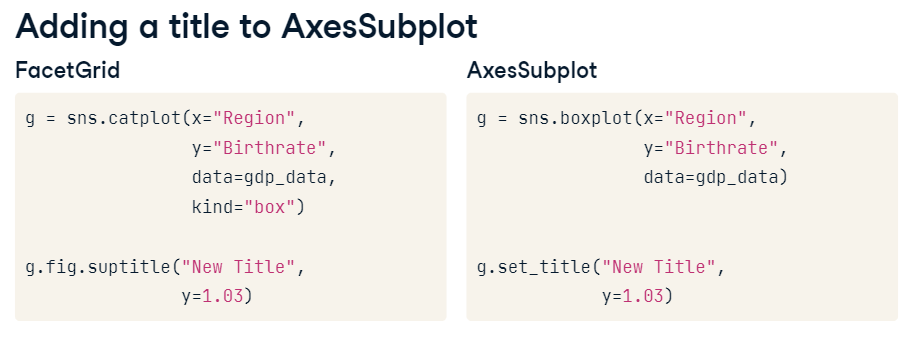 Adding a title to AxesSubplot
FacetGrid
g = sns.catplot(x="Region",
y="Birthrate",
data=gdp_data,
kind="box")
g.fig.suptitle("New Title",
y=1.03)
AxesSubplot
g = sns.boxplot(x="Region",
y="Birthrate",
data=gdp_data)
g.set_title("New Title",
y=1.03)